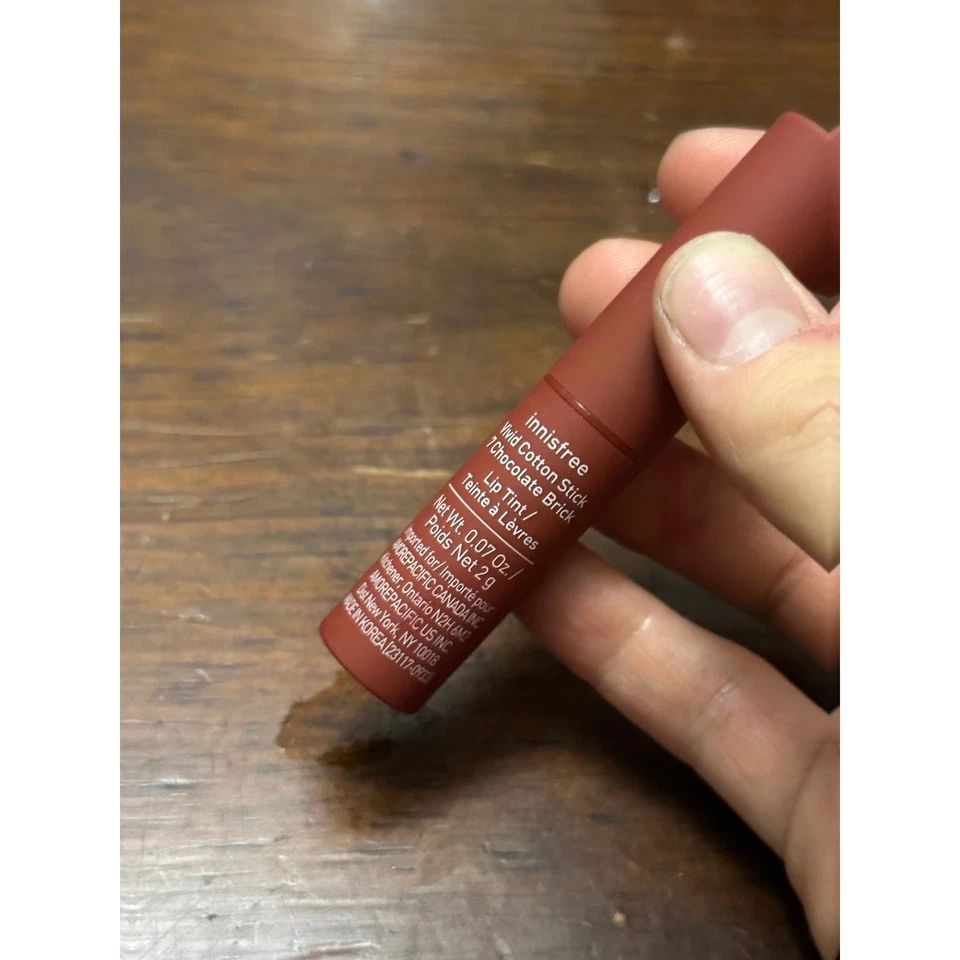 innisfree
Vivid Cotton Stick
7 Chocolate Brick
Lip Tint /
Teinte à Lèvres
Net Wt. 0.07 Oz. /
Poids Net 2 g
Imported for/ Importé pour
AMOREPACIFIC CANADA INC.
Kitchener, Ontario N2H 6M2
AMOREPACIFIC US INC.
Dist New York, NY 10018
MADE IN KOREA